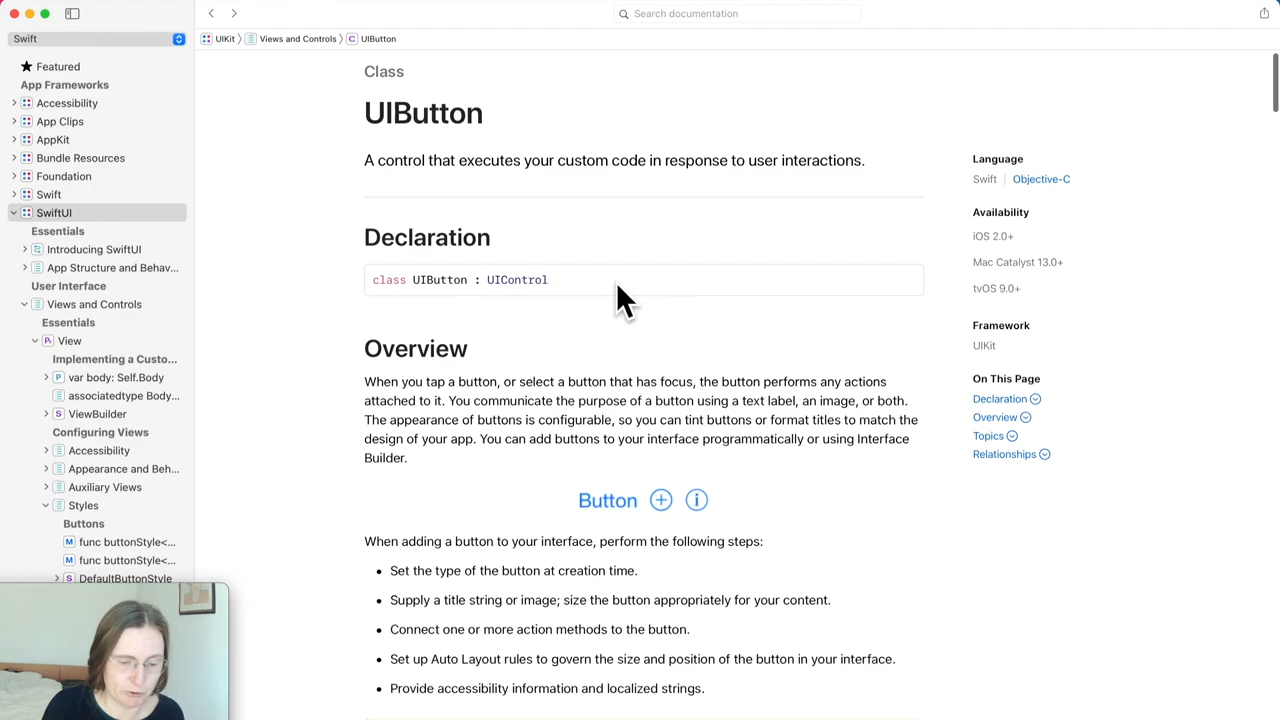 Search documentation
Swift
UIKit 〉 Views and Controls 〉 C UIButton
Featured
App Frameworks
Accessibility
App Clips
AppKit
Bundle Resources
Foundation
Swift
SwiftUI
Essentials
Introducing SwiftUI
App Structure and Behav...
User Interface
Views and Controls
Essentials
Pr View
Implementing a Custo...
P var body: Self.Body
associatedtype Body...
S ViewBuilder
Configuring Views
Accessibility
Appearance and Beh...
Auxiliary Views
Styles
Buttons
M func buttonStyle<...
M func buttonStyle<...
S DefaultButtonStyle
Class
UIButton
A control that executes your custom code in response to user interactions.
Declaration
class UIButton : UIControl
Overview
When you tap a button, or select a button that has focus, the button performs any actions
attached to it. You communicate the purpose of a button using a text label, an image, or both.
The appearance of buttons is configurable, so you can tint buttons or format titles to match the
design of your app. You can add buttons to your interface programmatically or using Interface
Builder.
Button
When adding a button to your interface, perform the following steps:
• Set the type of the button at creation time.
• Supply a title string or image; size the button appropriately for your content.
• Connect one or more action methods to the button.
• Set up Auto Layout rules to govern the size and position of the button in your interface.
• Provide accessibility information and localized strings.
Language
Swift | Objective-C
Availability
iOS 2.0+
Mac Catalyst 13.0+
tvOS 9.0+
Framework
UIKit
On This Page
Declaration
Overview
Topics
Relationships